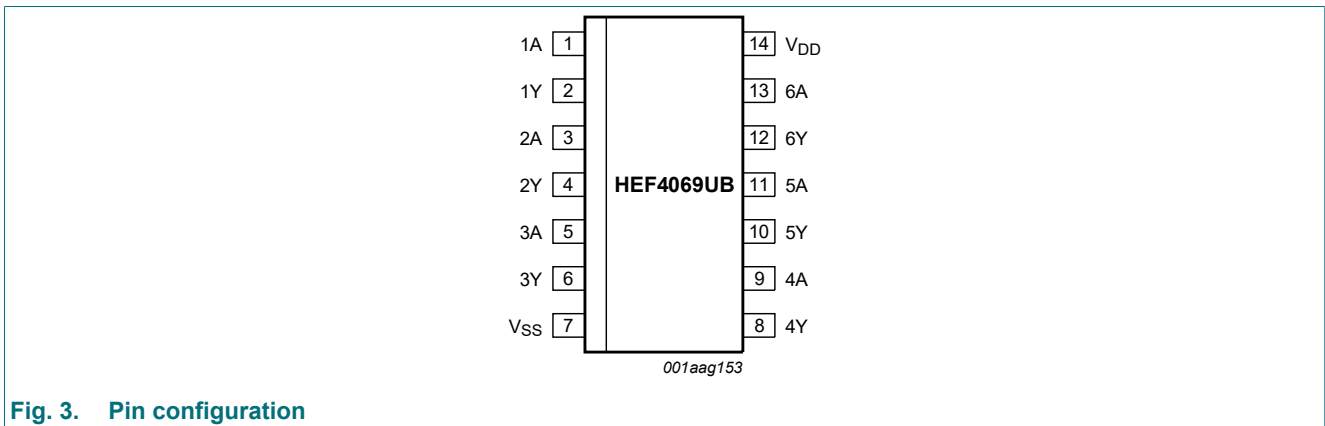 1A 1 14 VDD
1Y 2 13 6A
2A 3 12 6Y
2Y 4 HEF4069UB 11 5A
3A 5 10 5Y
3Y 6 9 4A
VSS 7 8 4Y
001aag153
Fig. 3. Pin configuration